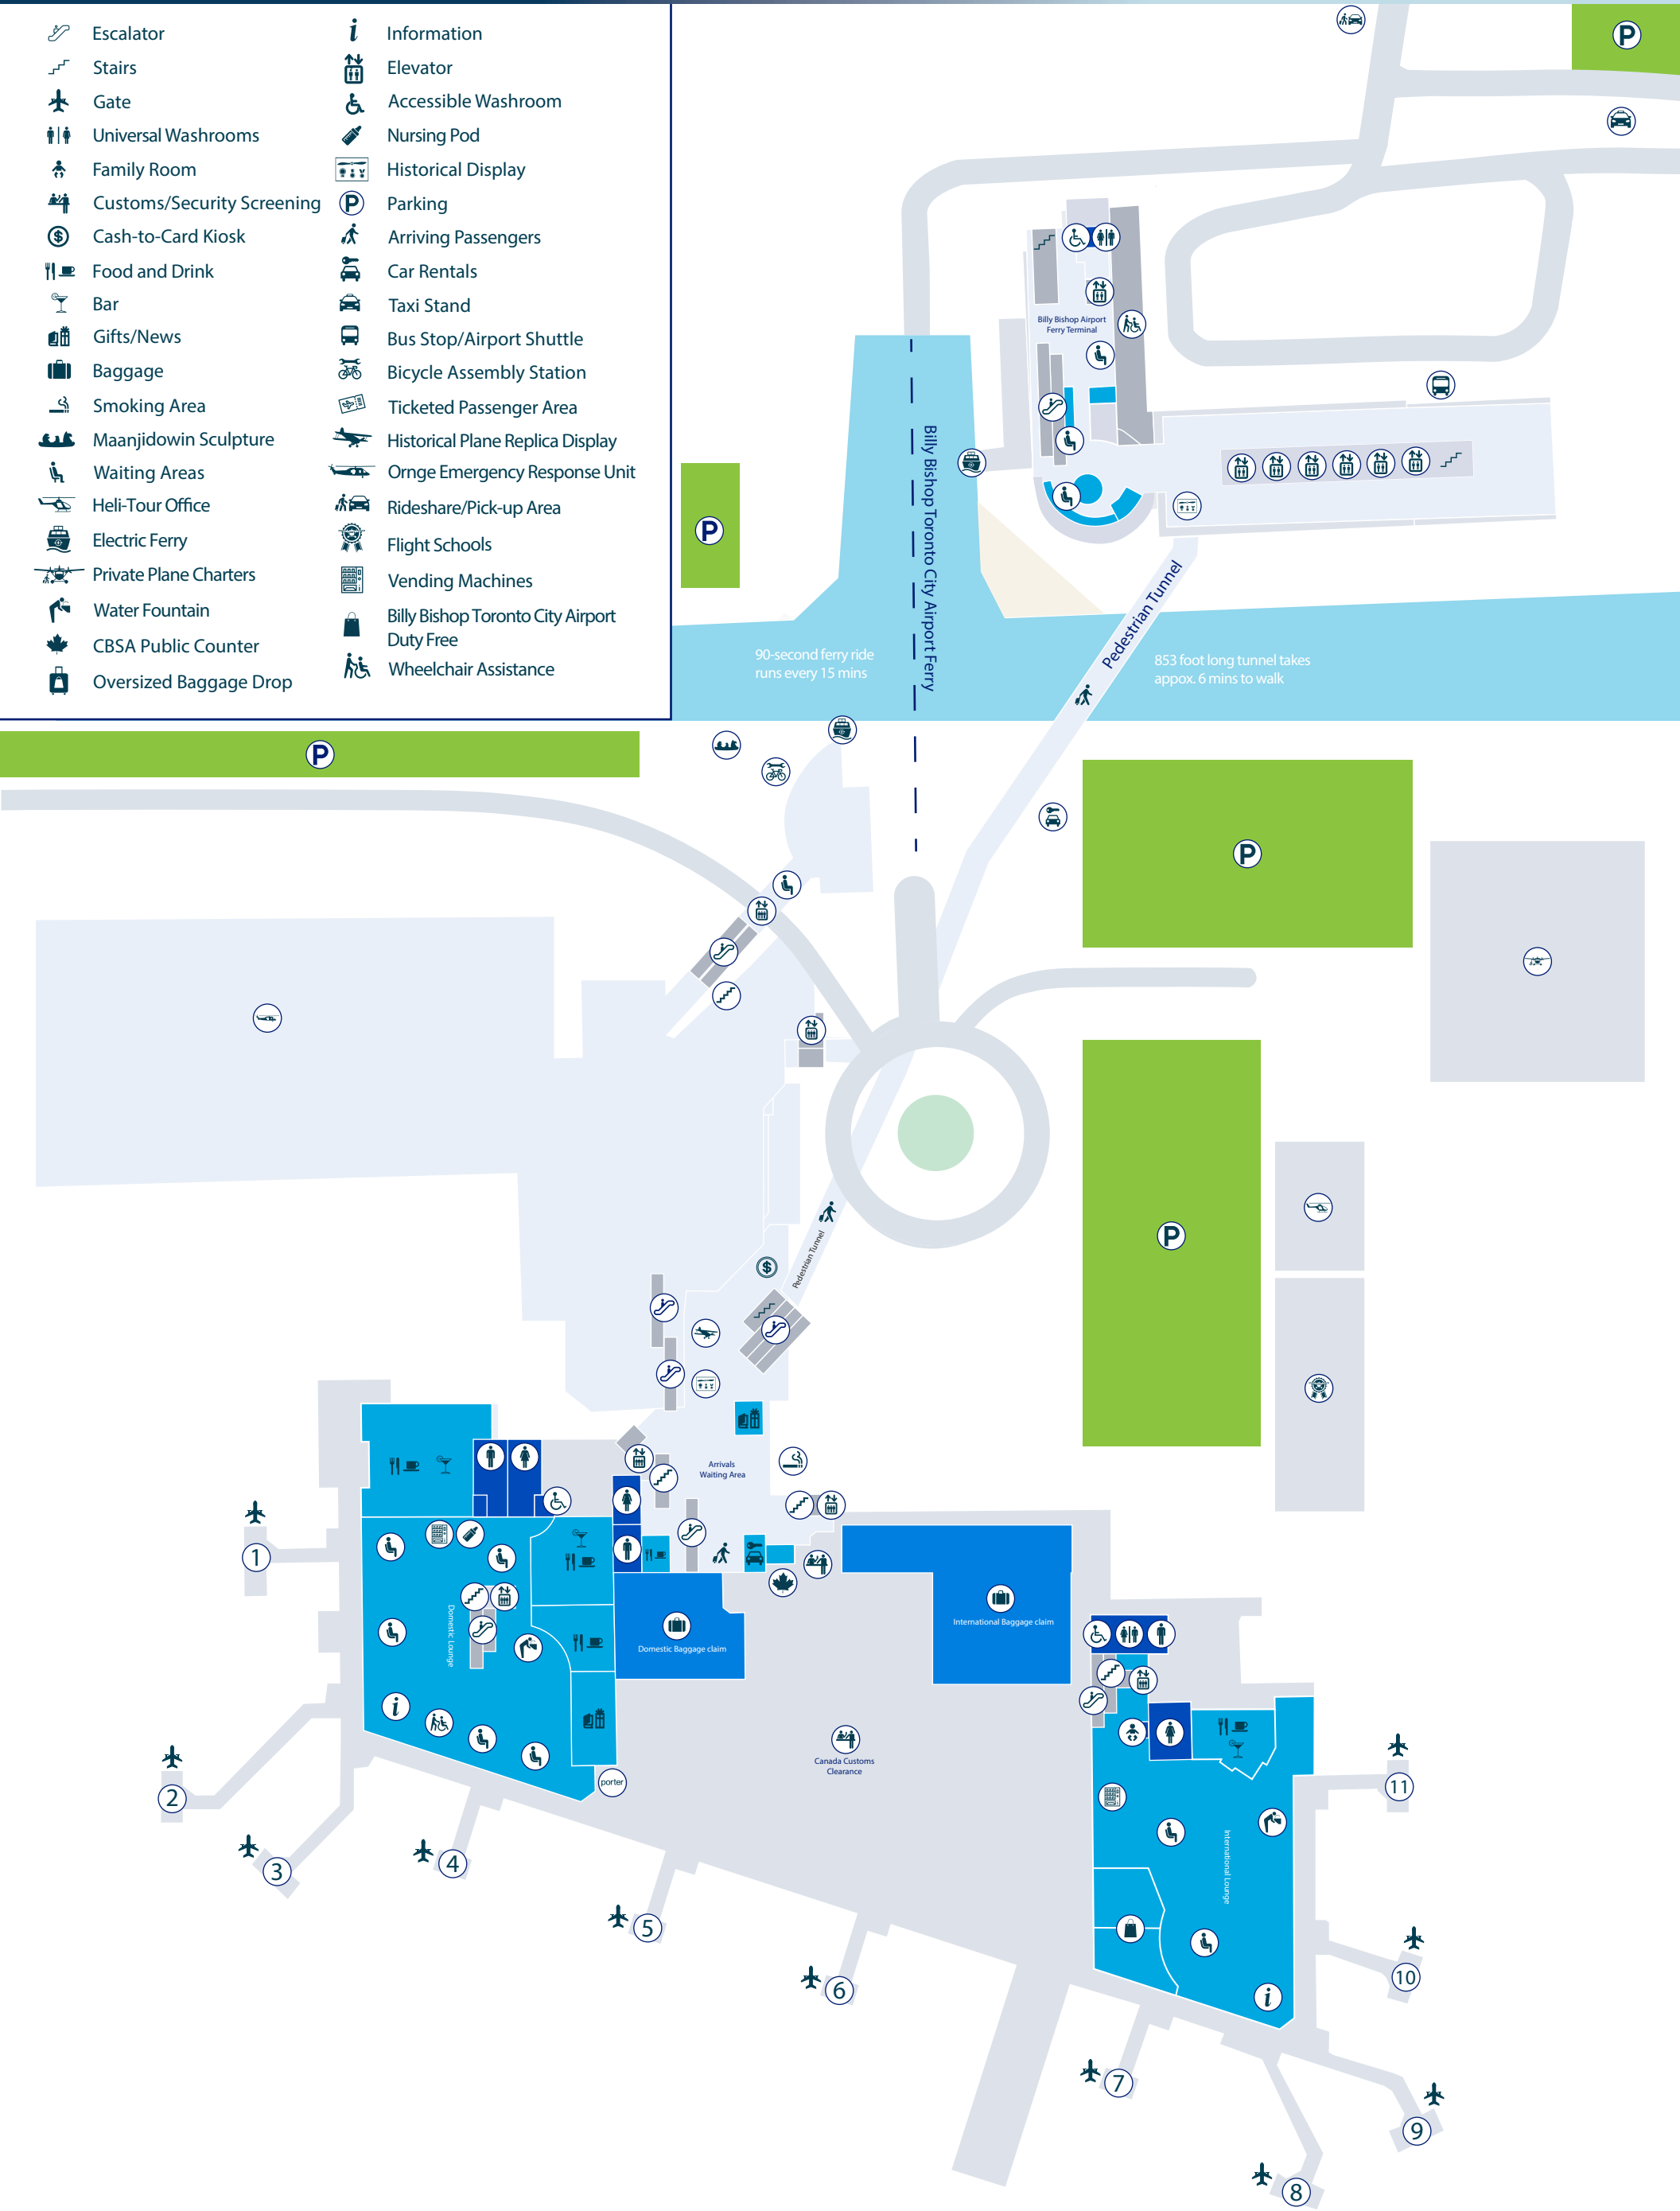 Escalator
Stairs
Gate
Universal Washrooms
Family Room
Customs/Security Screening
Cash-to-Card Kiosk
Food and Drink
Bar
Gifts/News
Baggage
Smoking Area
Maanjidowin Sculpture
Waiting Areas
Heli-Tour Office
Electric Ferry
Private Plane Charters
Water Fountain
CBSA Public Counter
Oversized Baggage Drop
Information
Elevator
Accessible Washroom
Nursing Pod
Historical Display
P Parking
Arriving Passengers
Car Rentals
Taxi Stand
Bus Stop/Airport Shuttle
Bicycle Assembly Station
Ticketed Passenger Area
Historical Plane Replica Display
Ornge Emergency Response Unit
Rideshare/Pick-up Area
Flight Schools
Vending Machines
Billy Bishop Toronto City Airport
Duty Free
Wheelchair Assistance
P
Billy Bishop Airport
Ferry Terminal
P
Billy Bishop Toronto City Airport Ferry
Pedestrian Tunnel
90-second ferry ride
runs every 15 mins
853 foot long tunnel takes
appox. 6 mins to walk
P
P
P
$
Pedestrian Tunnel
Arrivals
Waiting Area
Domestic Lounge
Domestic Baggage claim
International Baggage claim
i
porter
Canada Customs
Clearance
International Lounge
i
1
2
3
4
5
6
7
8
9
10
11